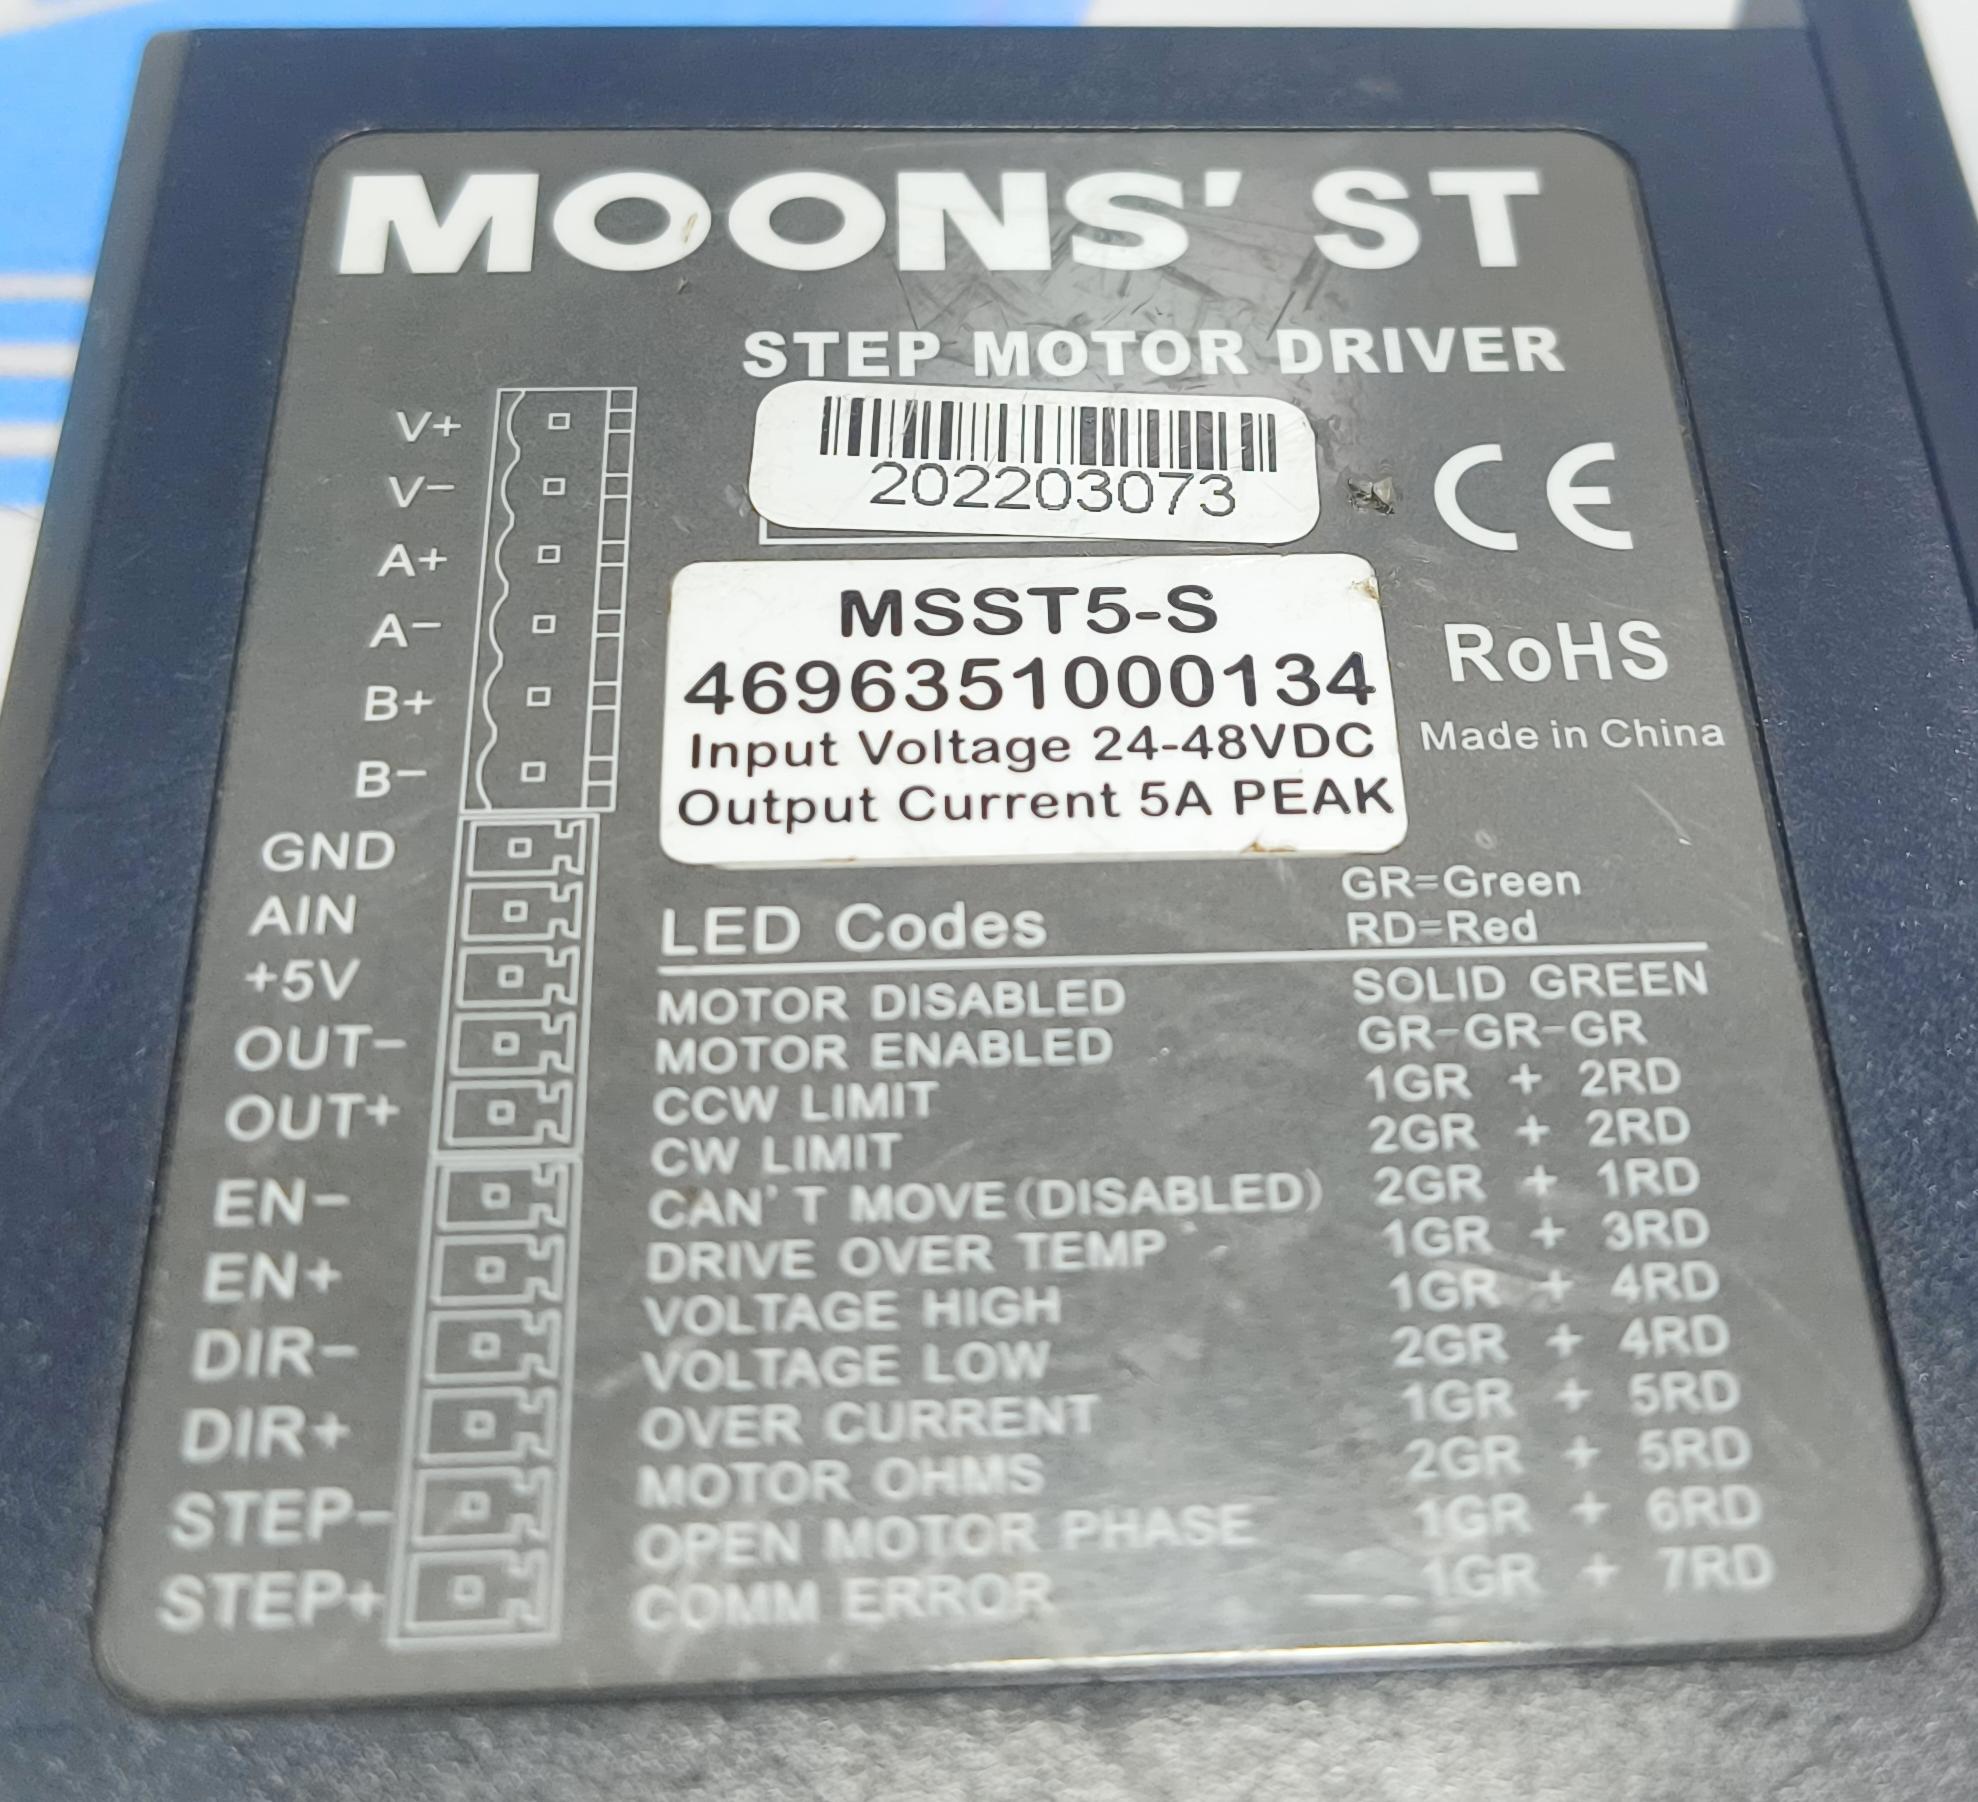 MOONS' ST
STEP MOTOR DRIVER
202203073
MSST5-S
4696351000134
Input Voltage 24-48VDC
Output Current 5A PEAK
CE
RoHS
Made in China
V+
V-
A+
A-
B+
B-
GND
AIN
+5V
OUT-
OUT+
EN-
EN+
DIR-
DIR+
STEP-
STEP+
GR=Green
RD=Red
LED Codes
MOTOR DISABLED SOLID GREEN
MOTOR ENABLED GR-GR-GR
CCW LIMIT 1GR + 2RD
CW LIMIT 2GR + 2RD
CAN'T MOVE (DISABLED) 2GR + 1RD
DRIVE OVER TEMP 1GR + 3RD
VOLTAGE HIGH 1GR + 4RD
VOLTAGE LOW 2GR + 4RD
OVER CURRENT 1GR + 5RD
MOTOR OHMS 2GR + 5RD
OPEN MOTOR PHASE 1GR + 6RD
COMM ERROR 1GR + 7RD